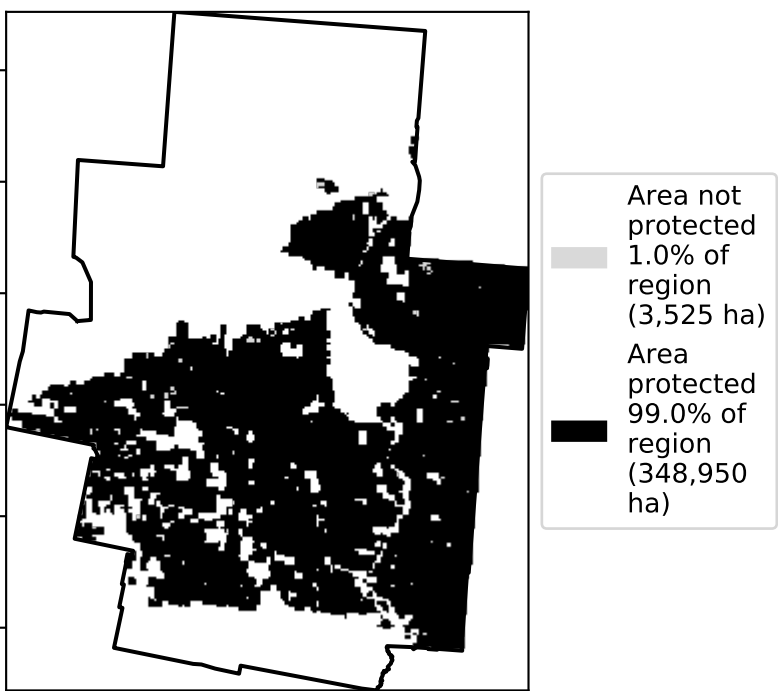 Area not
protected
1.0% of
region
(3,525 ha)
Area
protected
99.0% of
region
(348,950
ha)